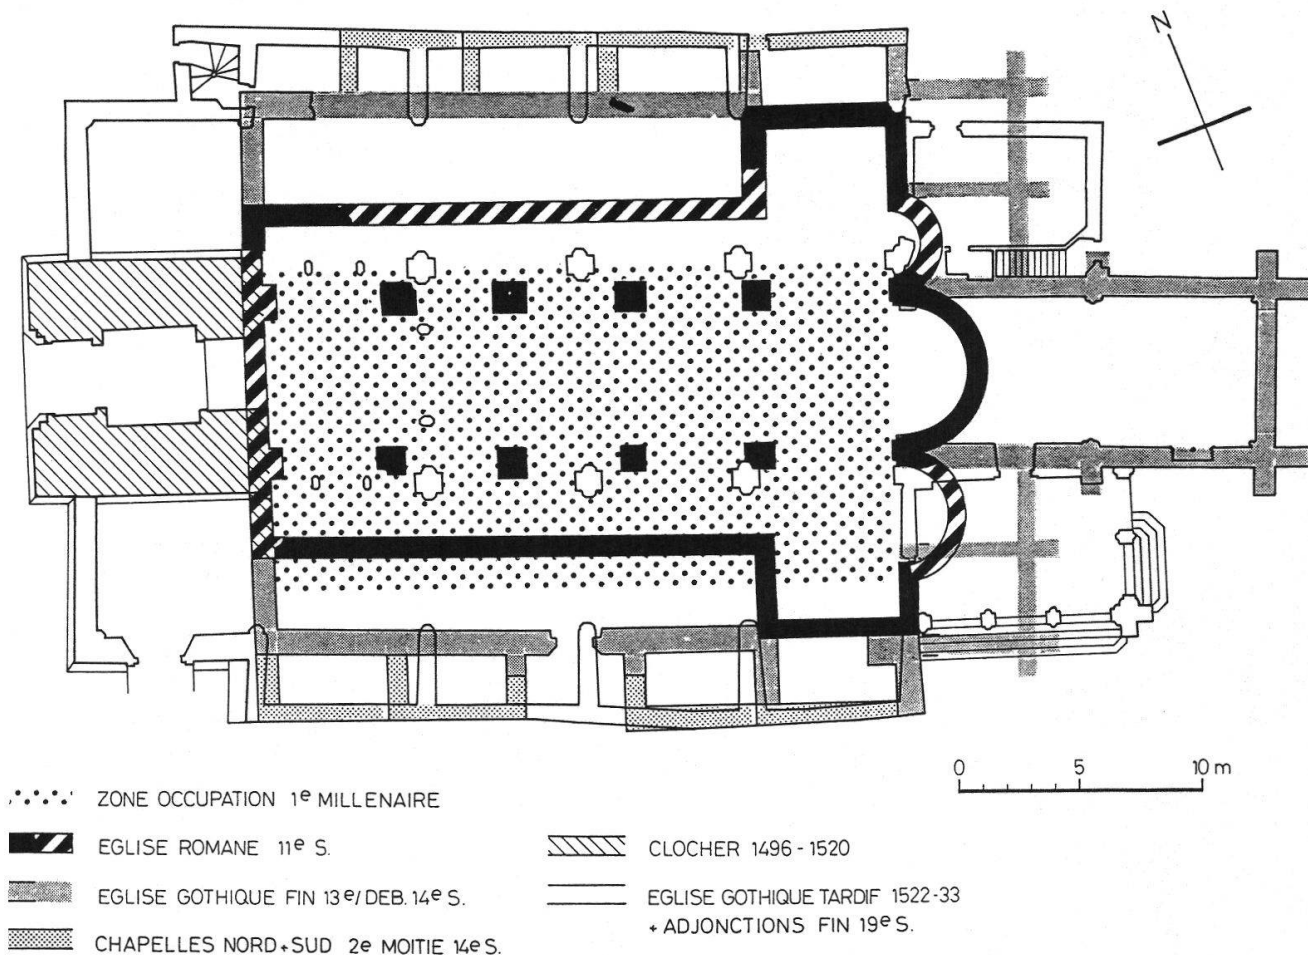 N
0 5 10 m
ZONE OCCUPATION 1e MILLENAIRE
EGLISE ROMANE 11e S.
EGLISE GOTHIQUE FIN 13e/DEB. 14e S.
CHAPELLES NORD+SUD 2e MOITIE 14e S.
CLOCHER 1496 - 1520
EGLISE GOTHIQUE TARDIF 1522-33
+ ADJONCTIONS FIN 19e S.